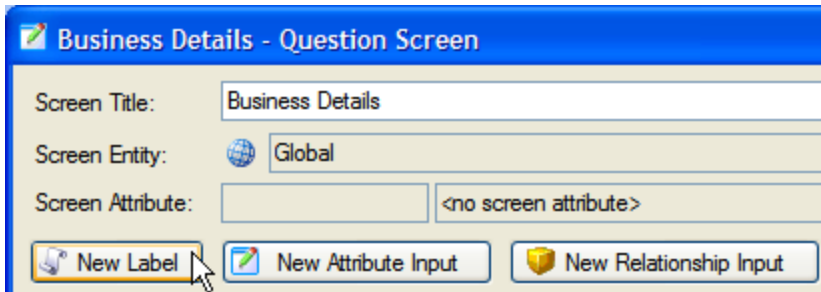 Business Details - Question Screen
Screen Title: Business Details
Screen Entity: Global
Screen Attribute: <no screen attribute>
New Label New Attribute Input New Relationship Input